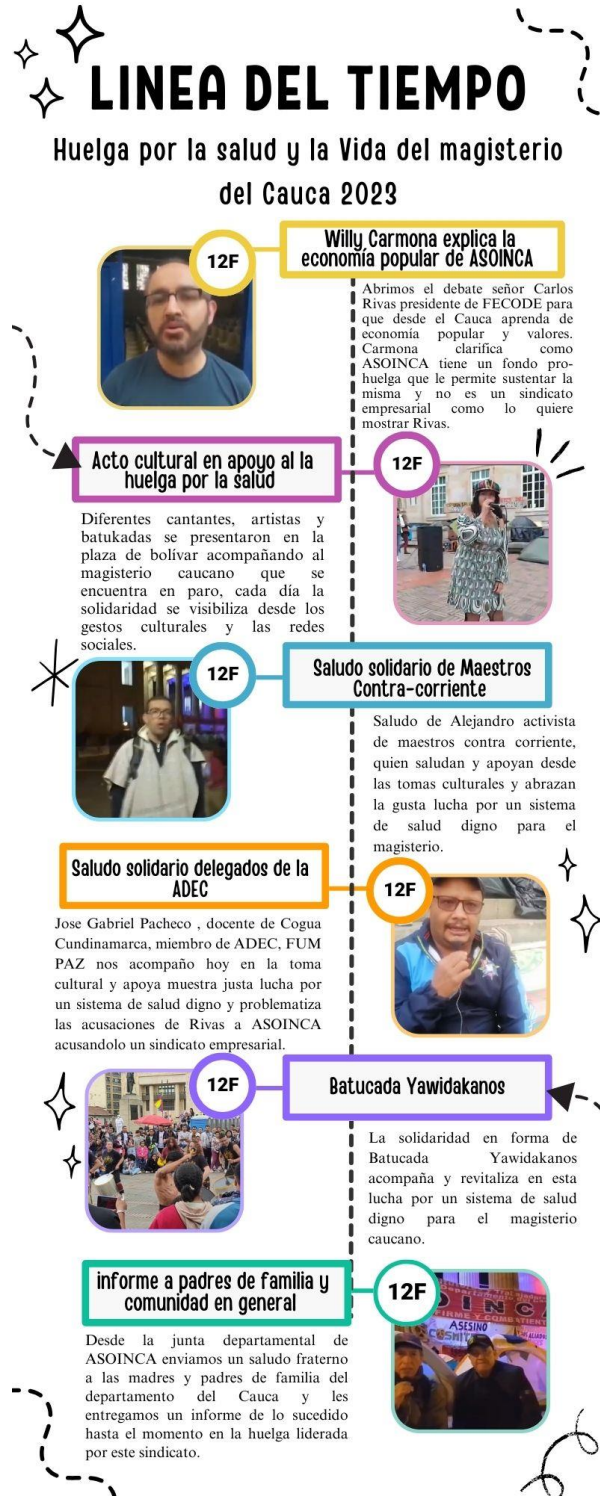 LINEA DEL TIEMPO
Huelga por la salud y la Vida del magisterio
del Cauca 2023
12F
Willy Carmona explica la
economía popular de ASOINCA
Abrimos el debate señor Carlos
Rivas presidente de FECODE para
que desde el Cauca aprenda de
economía popular y valores.
Carmona clarifica como
ASOINCA tiene un fondo pro-
huelga que le permite sustentar la
misma y no es un sindicato
empresarial como lo quiere
mostrar Rivas.
Acto cultural en apoyo al la
huelga por la salud
12F
Diferentes cantantes, artistas y
batukadas se presentaron en la
plaza de bolívar acompañando al
magisterio caucano que se
encuentra en paro, cada día la
solidaridad se visibiliza desde los
gestos culturales y las redes
sociales.
12F
Saludo solidario de Maestros
Contra-corriente
Saludo de Alejandro activista
de maestros contra corriente,
quien saludan y apoyan desde
las tomas culturales y abrazan
la gusta lucha por un sistema
de salud digno para el
magisterio.
Saludo solidario delegados de la
ADEC
12F
Jose Gabriel Pacheco , docente de Cogua
Cundinamarca, miembro de ADEC, FUM
PAZ nos acompaño hoy en la toma
cultural y apoya muestra justa lucha por
un sistema de salud digno y problematiza
las acusaciones de Rivas a ASOINCA
acusandolo un sindicato empresarial.
12F
Batucada Yawidakanos
La solidaridad en forma de
Batucada Yawidakanos
acompaña y revitaliza en esta
lucha por un sistema de salud
digno para el magisterio
caucano.
informe a padres de familia y
comunidad en general
12F
Desde la junta departamental de
ASOINCA enviamos un saludo fraterno
a las madres y padres de familia del
departamento del Cauca y les
entregamos un informe de lo sucedido
hasta el momento en la huelga liderada
por este sindicato.
OINCA
FIRME Y COMBATIENTE
ASESINO